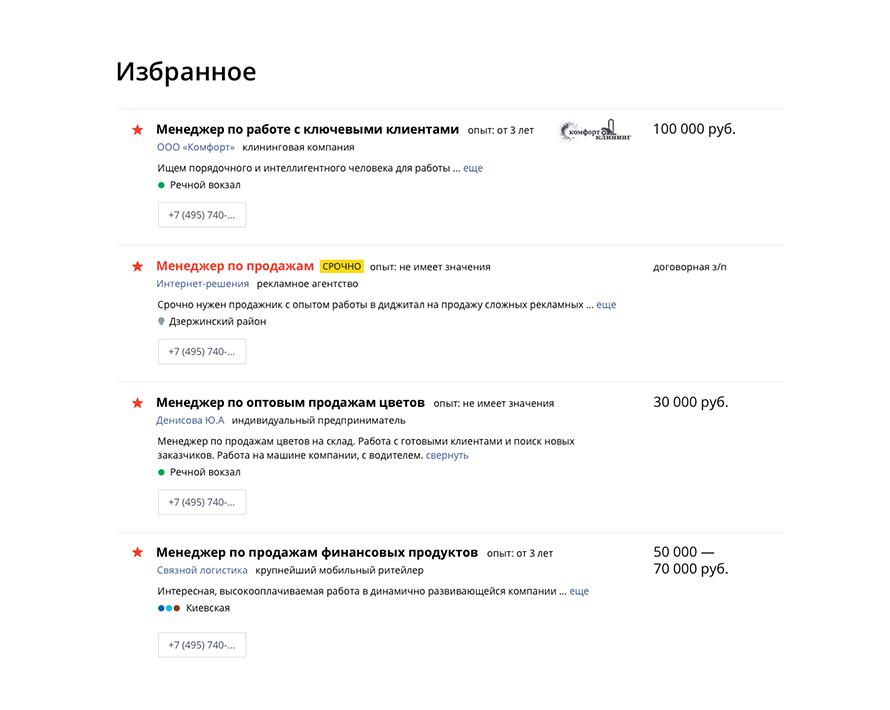 Избранное
Менеджер по работе с ключевыми клиентами опыт: от 3 лет комфорт клининг 100 000 руб.
ООО «Комфорт» клининговая компания
Ищем порядочного и интеллигентного человека для работы ... еще
Речной вокзал
+7 (495) 740-...
Менеджер по продажам СРОЧНО опыт: не имеет значения договорная з/п
Интернет-решения рекламное агентство
Срочно нужен продажник с опытом работы в диджитал на продажу сложных рекламных ... еще
Дзержинский район
+7 (495) 740-...
Менеджер по оптовым продажам цветов опыт: не имеет значения 30 000 руб.
Денисова Ю.А индивидуальный предприниматель
Менеджер по продажам цветов на склад. Работа с готовыми клиентами и поиск новых
заказчиков. Работа на машине компании, с водителем. свернуть
Речной вокзал
+7 (495) 740-...
Менеджер по продажам финансовых продуктов опыт: от 3 лет 50 000 —
70 000 руб.
Связной логистика крупнейший мобильный ритейлер
Интересная, высокооплачиваемая работа в динамично развивающейся компании ... еще
Киевская
+7 (495) 740-...